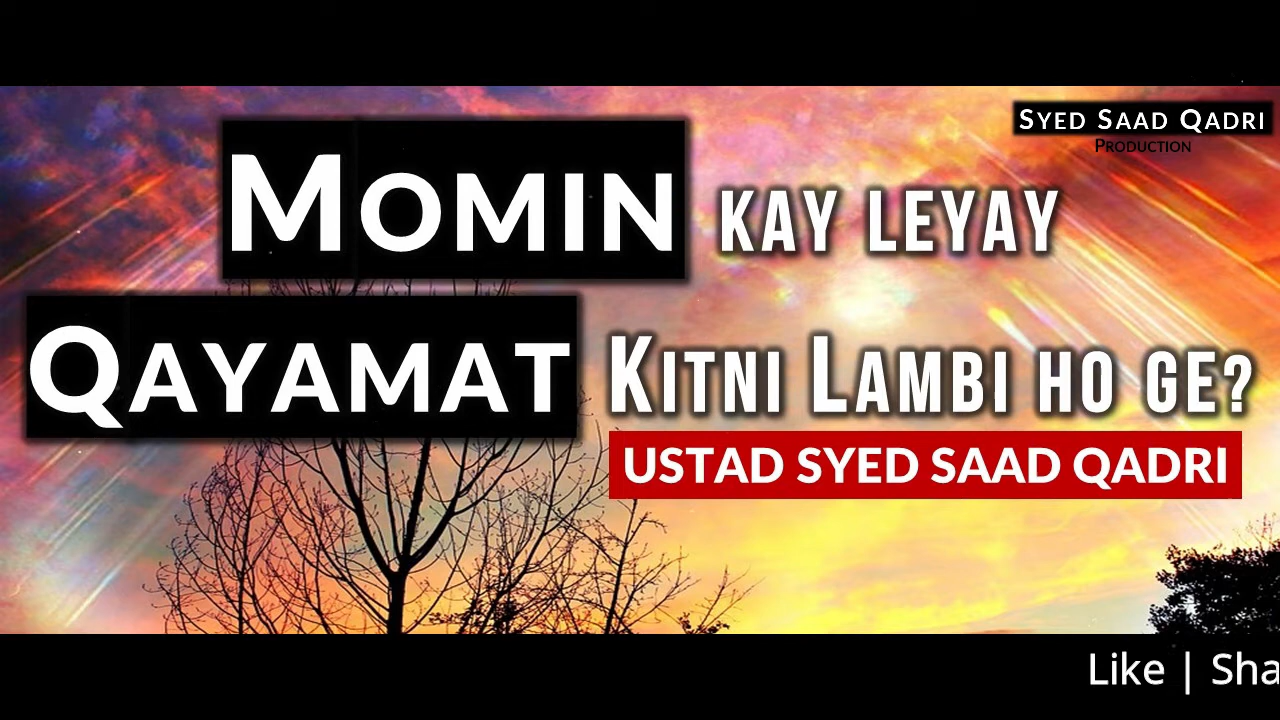 Syed Saad Qadri
Production
Momin kay leyay
Qayamat Kitni Lambi ho ge?
USTAD SYED SAAD QADRI
Like | Sha